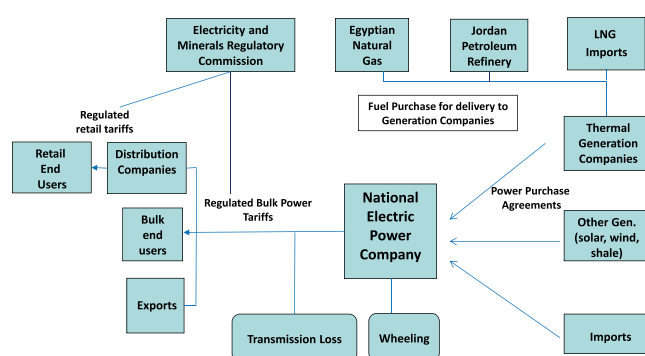 Electricity and
Minerals Regulatory
Commission
Egyptian
Natural
Gas
Jordan
Petroleum
Refinery
LNG
Imports
Regulated
retail tariffs
Fuel Purchase for delivery to
Generation Companies
Thermal
Generation
Companies
Retail
End
Users
Distribution
Companies
Regulated Bulk Power
Tariffs
National
Electric
Power
Company
Power Purchase
Agreements
Bulk
end
users
Other Gen.
(solar, wind,
shale)
Exports
Transmission Loss
Wheeling
Imports